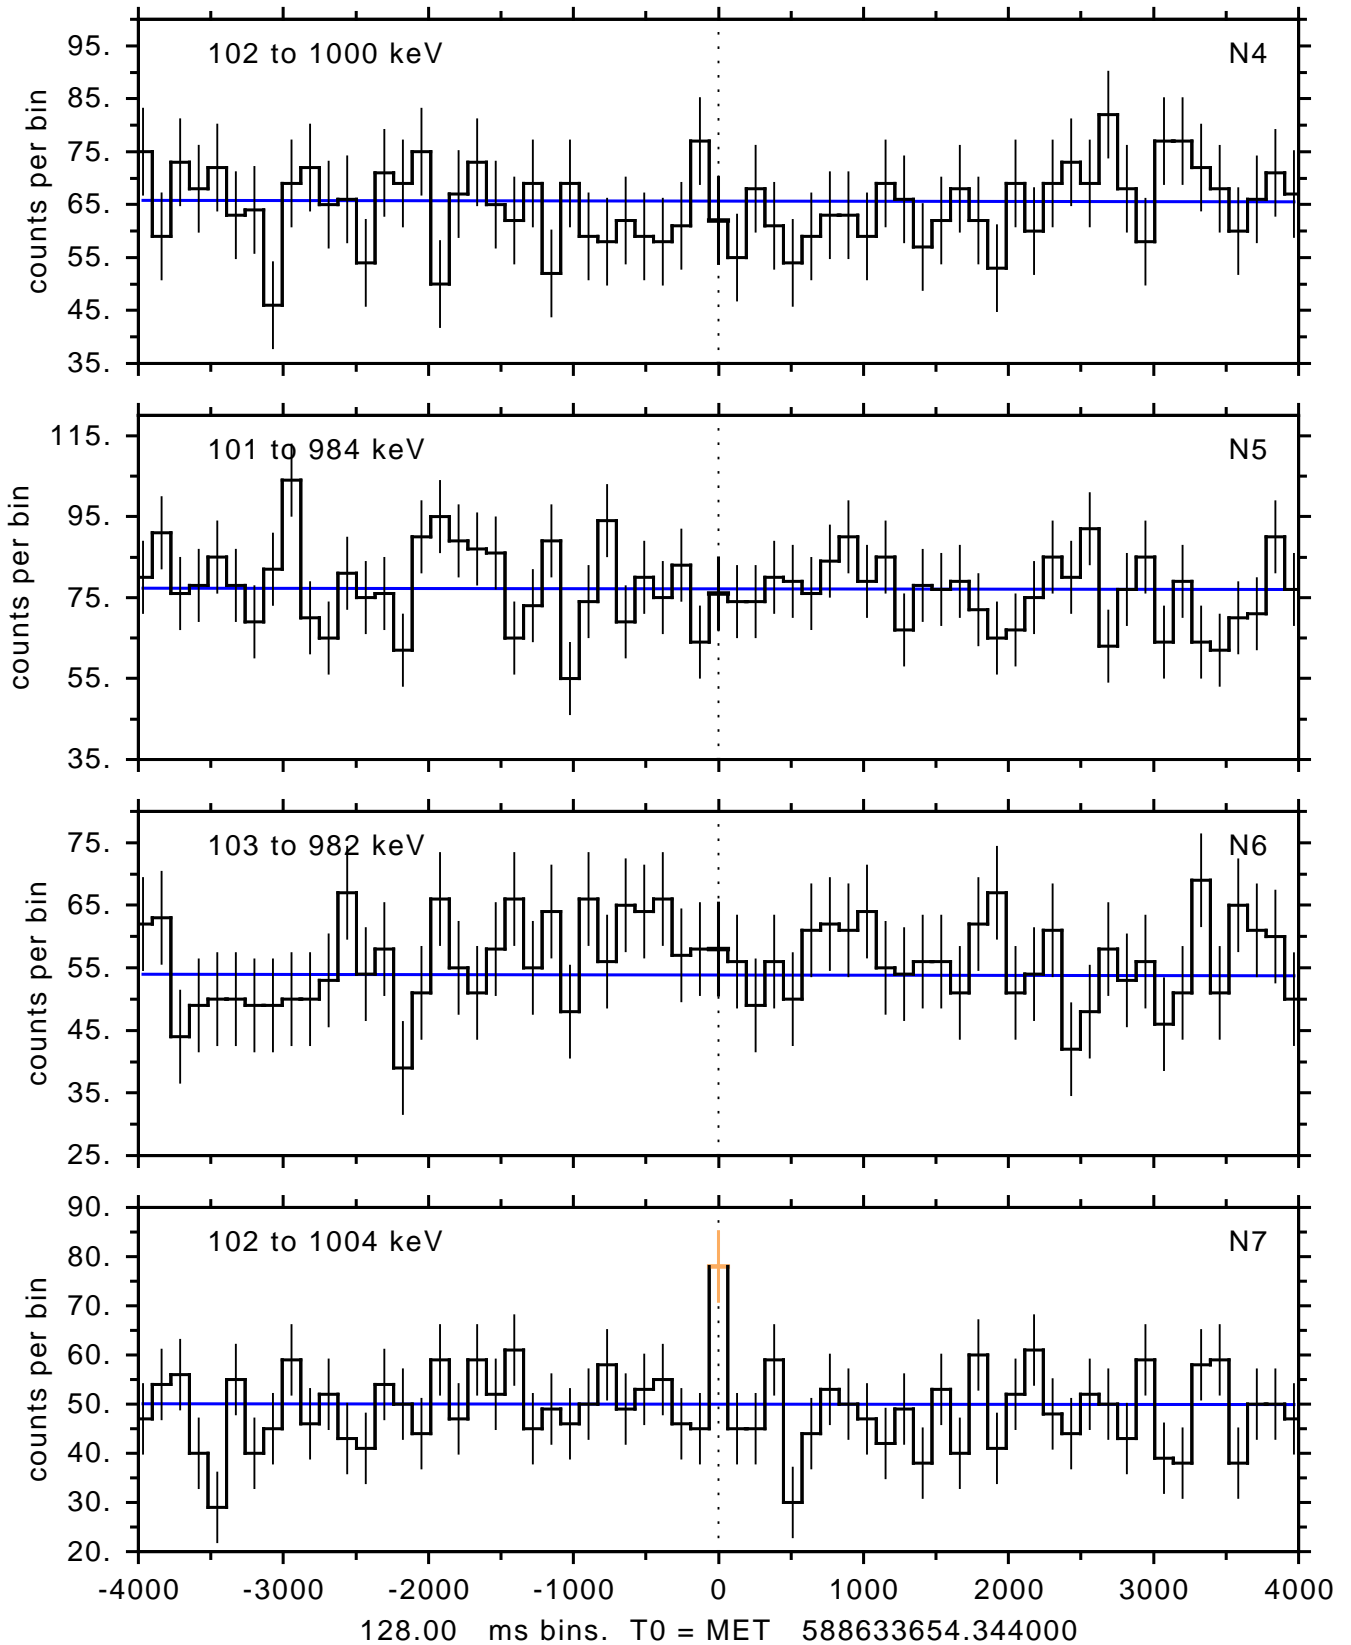 102 to 1000 keV N4
95.
85.
75.
65.
55.
45.
35.
counts per bin
101 to 984 keV N5
115.
95.
75.
55.
35.
counts per bin
103 to 982 keV N6
75.
65.
55.
45.
35.
25.
counts per bin
102 to 1004 keV N7
90.
80.
70.
60.
50.
40.
30.
20.
counts per bin
-4000 -3000 -2000 -1000 0 1000 2000 3000 4000
128.00 ms bins. T0 = MET 588633654.344000